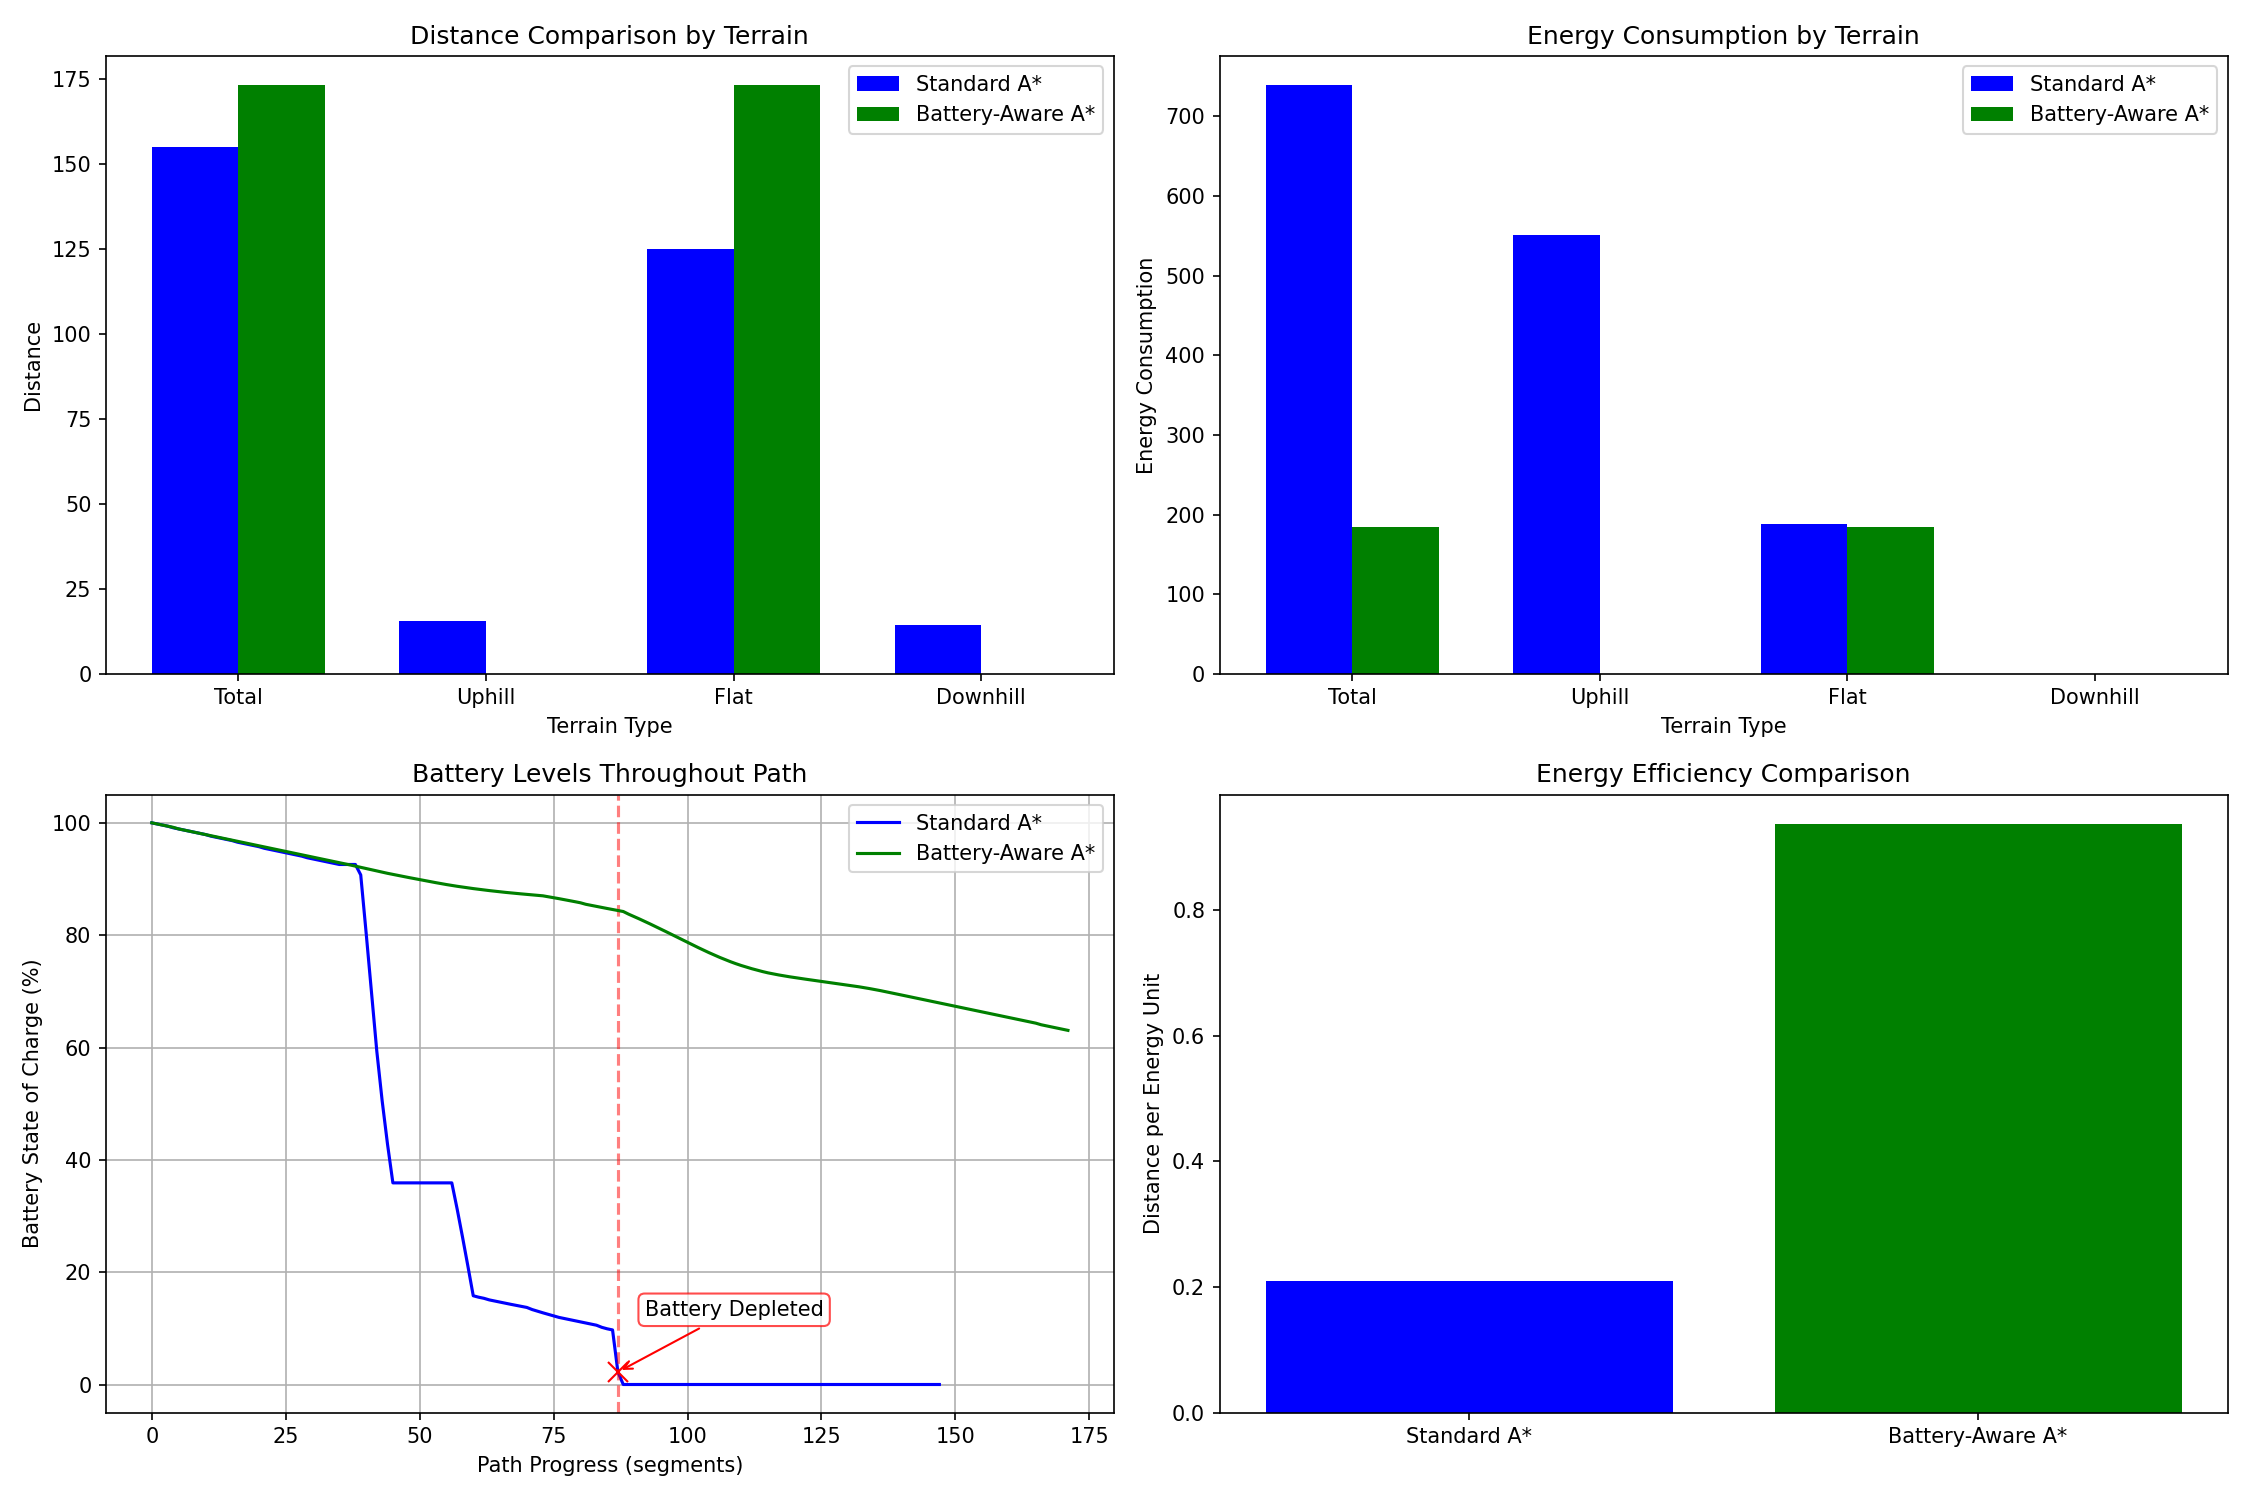 Distance Comparison by Terrain
Distance
175
150
125
100
75
50
25
0
Standard A*
Battery-Aware A*
Total Uphill Flat Downhill
Terrain Type
Energy Consumption by Terrain
Energy Consumption
700
600
500
400
300
200
100
0
Standard A*
Battery-Aware A*
Total Uphill Flat Downhill
Terrain Type
Battery Levels Throughout Path
Battery State of Charge (%)
100
80
60
40
20
0
Standard A*
Battery-Aware A*
Battery Depleted
0 25 50 75 100 125 150 175
Path Progress (segments)
Energy Efficiency Comparison
Distance per Energy Unit
0.8
0.6
0.4
0.2
0.0
Standard A* Battery-Aware A*